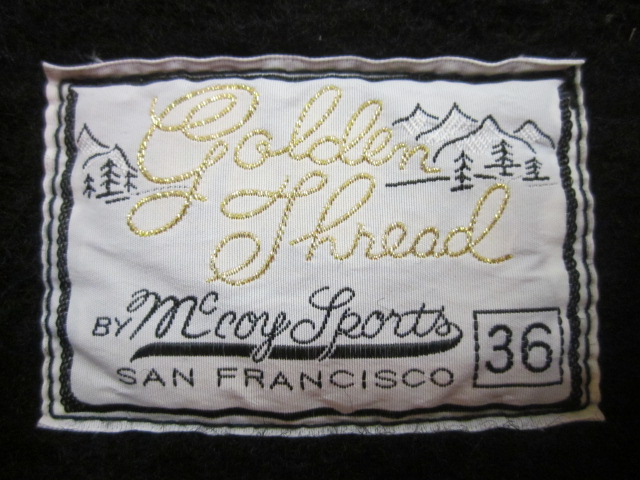 Golden
Thread
BY McCoy Sports
SAN FRANCISCO
36